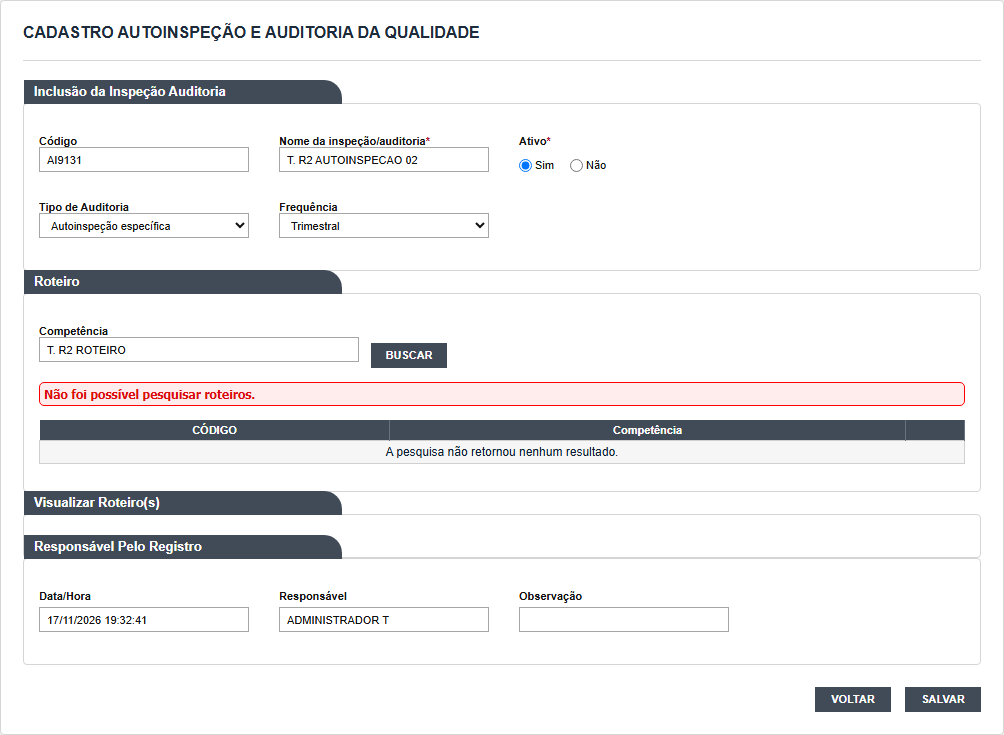 CADASTRO AUTOINSPEÇÃO E AUDITORIA DA QUALIDADE
Inclusão da Inspeção Auditoria
Código Nome da inspeção/auditoria* Ativo*
AI9131 T. R2 AUTOINSPECAO 02 Sim Não
Tipo de Auditoria Frequência
Autoinspeção específica Trimestral
Roteiro
Competência
T. R2 ROTEIRO BUSCAR
Não foi possível pesquisar roteiros.
CÓDIGO Competência
A pesquisa não retornou nenhum resultado.
Visualizar Roteiro(s)
Responsável Pelo Registro
Data/Hora Responsável Observação
17/11/2026 19:32:41 ADMINISTRADOR T
VOLTAR SALVAR